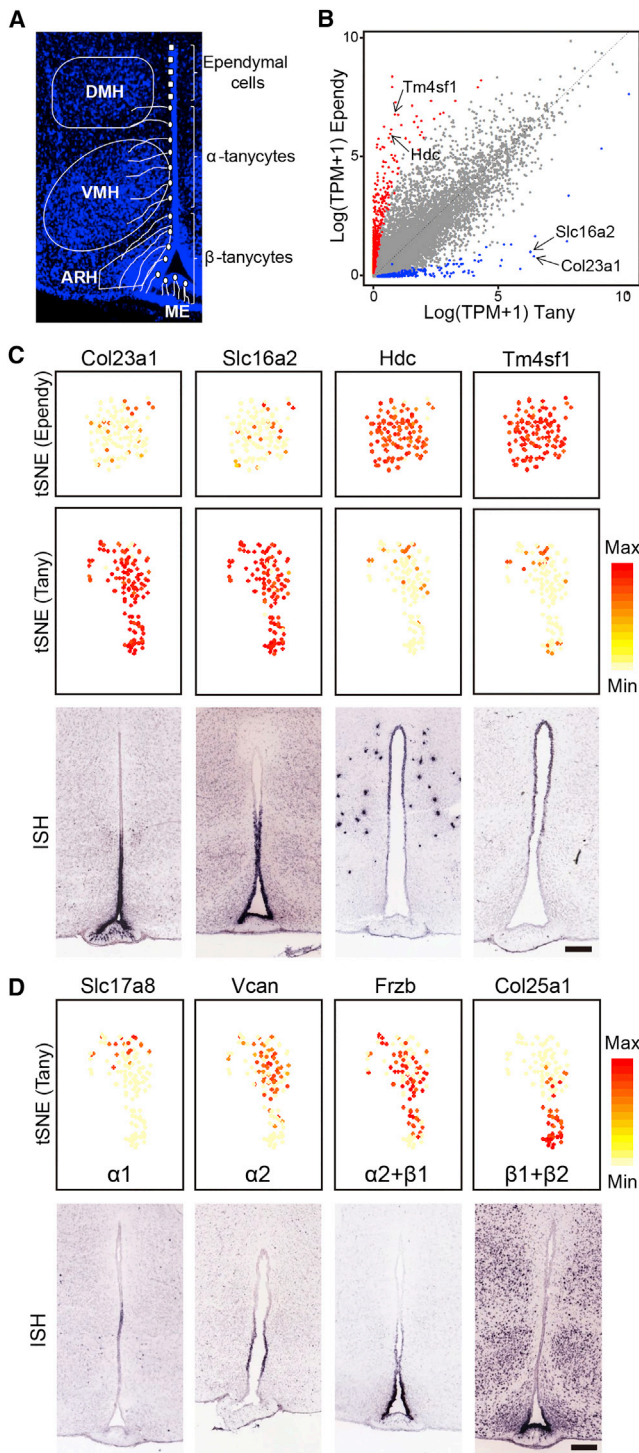 A
Ependymal
cells
DMH
α-tanycytes
VMH
β-tanycytes
ARH
ME
B
10
Tm4sf1
Hdc
5
Slc16a2
Col23a1
0
0
5
10
Log(TPM+1) Ependy
Log(TPM+1) Tany
C
Col23a1
Slc16a2
Hdc
Tm4sf1
tSNE (Ependy)
tSNE (Tany)
Max
Min
ISH
D
Slc17a8
Vcan
Frzb
Col25a1
tSNE (Tany)
Max
Min
α1
α2
α2+β1
β1+β2
ISH